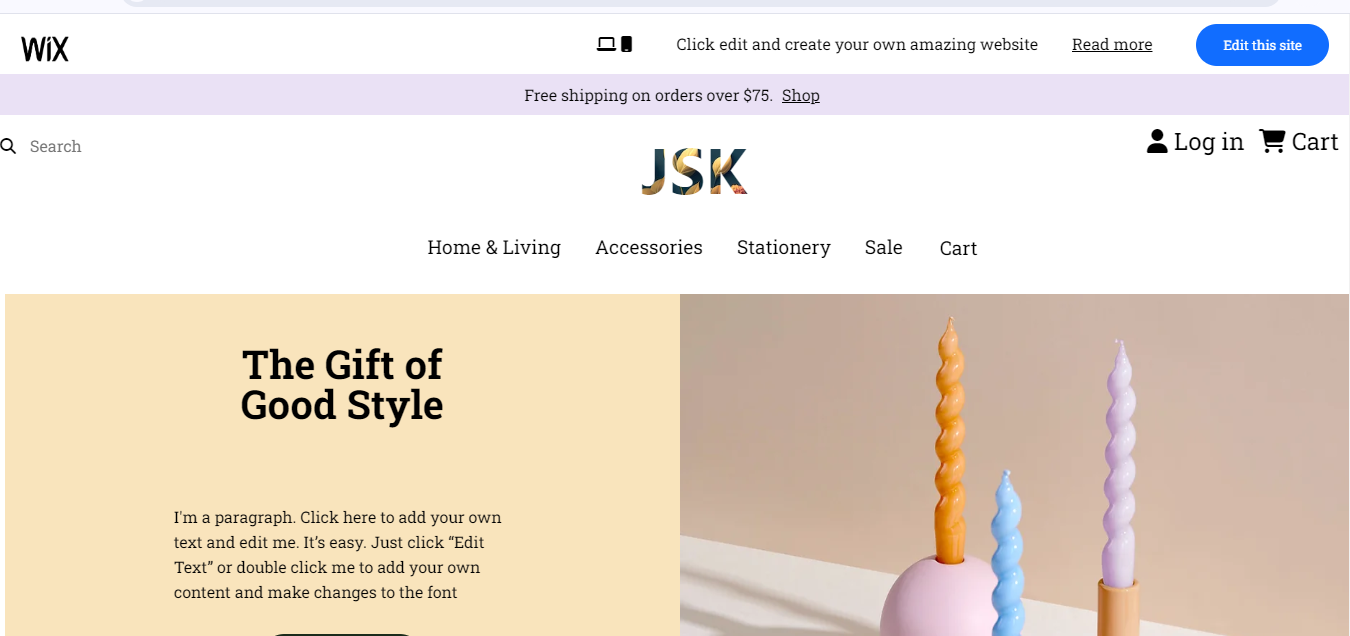 WiX
Click edit and create your own amazing website Read more Edit this site
Free shipping on orders over $75. Shop
Search
Log in Cart
JSK
Home & Living Accessories Stationery Sale Cart
The Gift of
Good Style
I'm a paragraph. Click here to add your own
text and edit me. It’s easy. Just click “Edit
Text” or double click me to add your own
content and make changes to the font